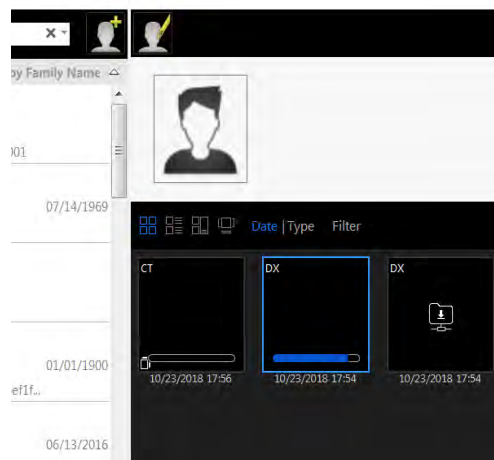 by Family Name
001
07/14/1969
Date | Type Filter
CT
DX
DX
10/23/2018 17:56
10/23/2018 17:54
10/23/2018 17:54
01/01/1900
ef1f...
06/13/2016